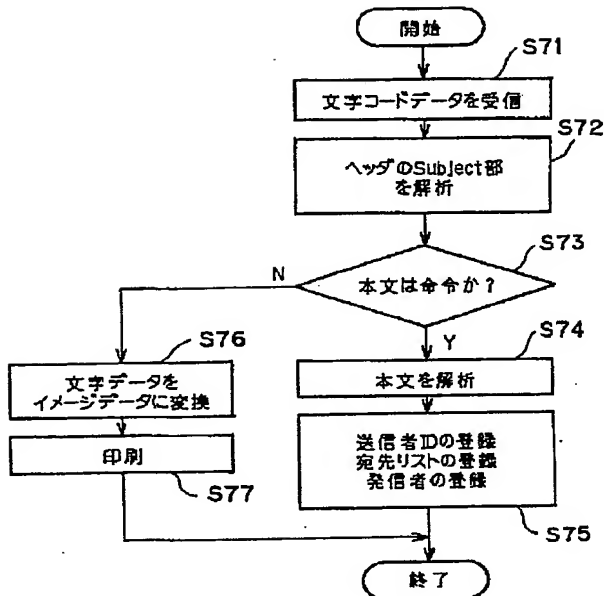 開始
S71
文字コードデータを受信
S72
ヘッダのSubject部
を解析
S73
本文は命令か?
N
Y
S76
文字データを
イメージデータに変換
S74
本文を解析
印刷
S77
送信者IDの登録
宛先リストの登録
発信者の登録
S75
終了